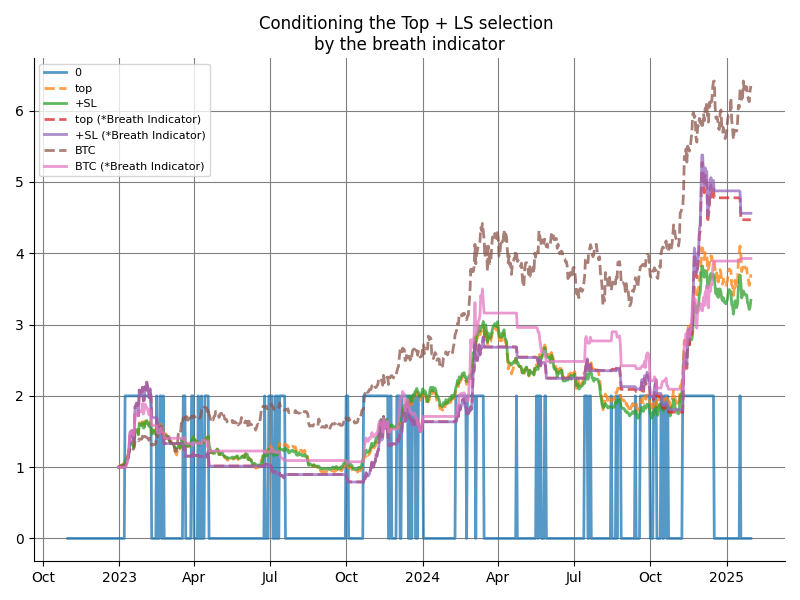 Conditioning the Top + LS selection
by the breath indicator
0
top
+SL
top (*Breath Indicator)
+SL (*Breath Indicator)
BTC
BTC (*Breath Indicator)
6
5
4
3
2
1
0
Oct
2023
Apr
Jul
Oct
2024
Apr
Jul
Oct
2025